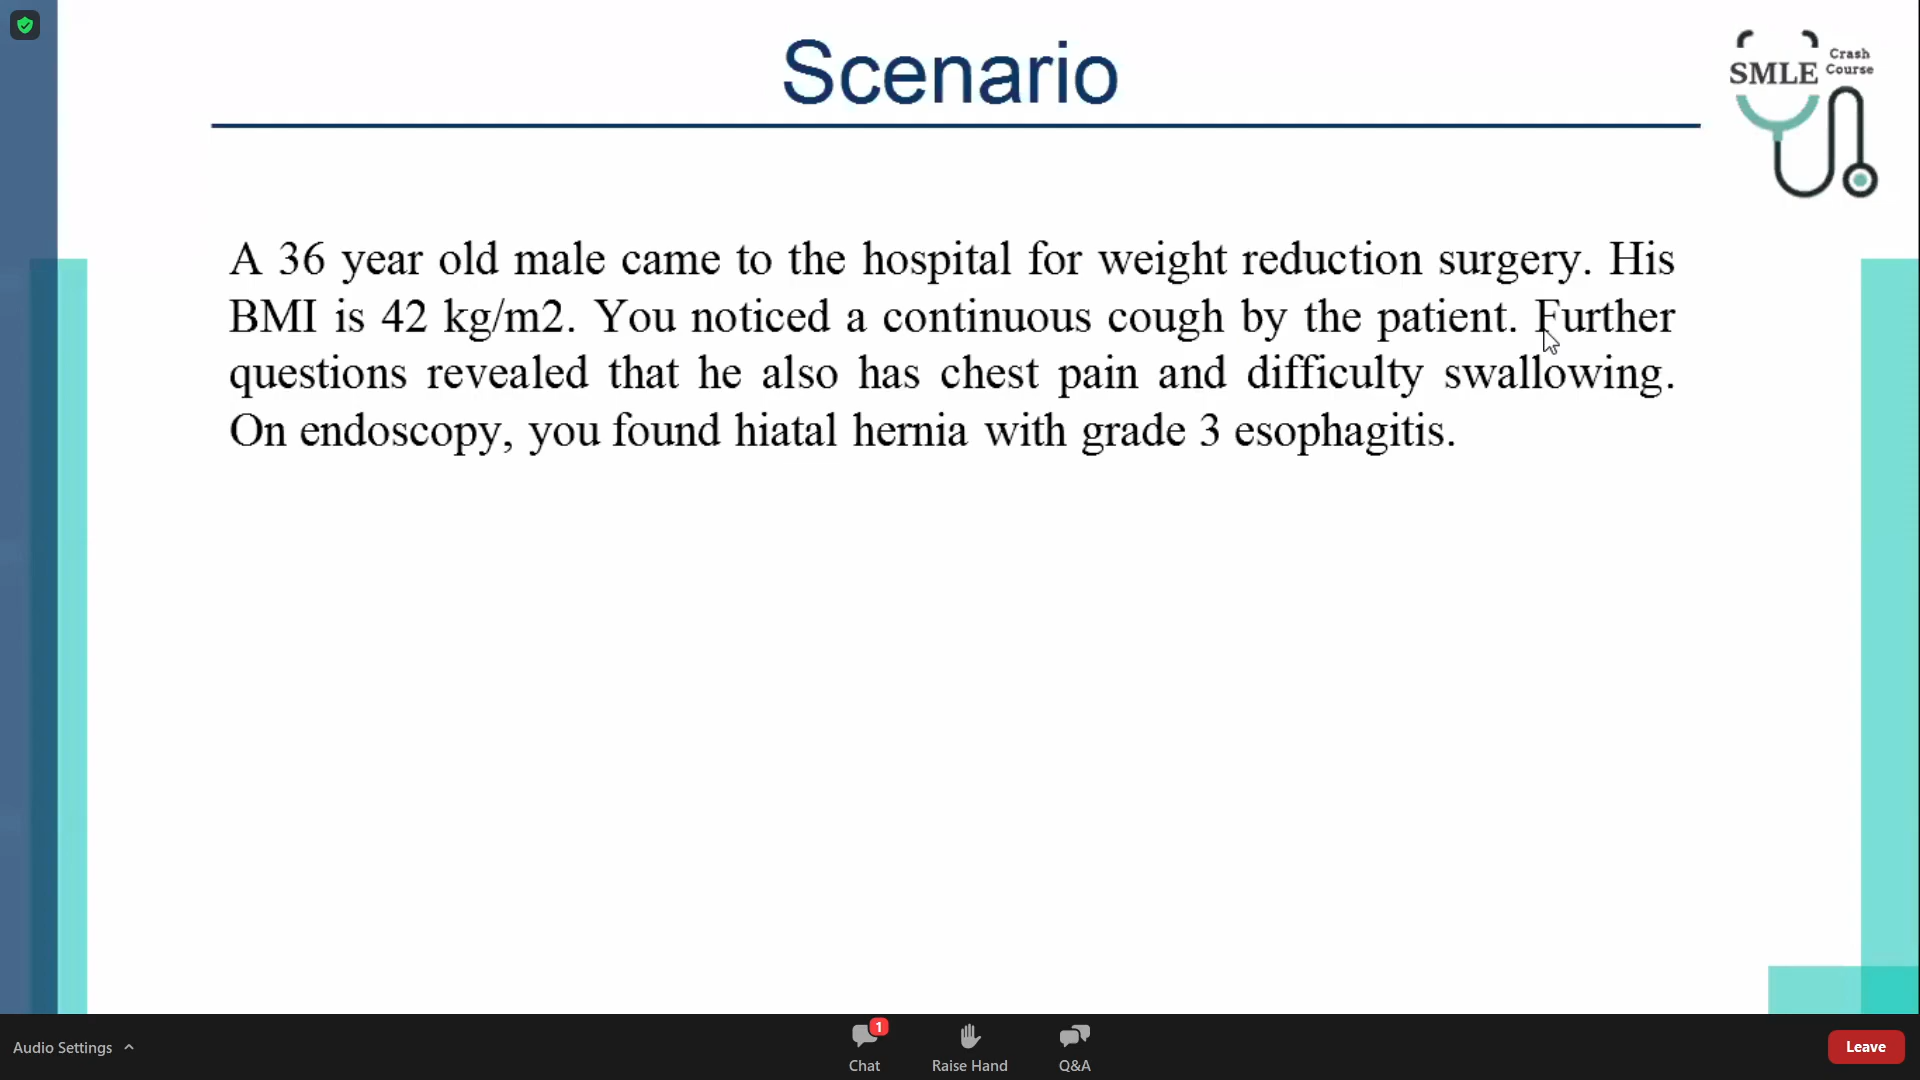 Scenario
Crash
SMLE Course
A 36 year old male came to the hospital for weight reduction surgery. His
BMI is 42 kg/m2. You noticed a continuous cough by the patient. Further
questions revealed that he also has chest pain and difficulty swallowing.
On endoscopy, you found hiatal hernia with grade 3 esophagitis.
Audio Settings
1
Chat
Raise Hand
Q&A
Leave